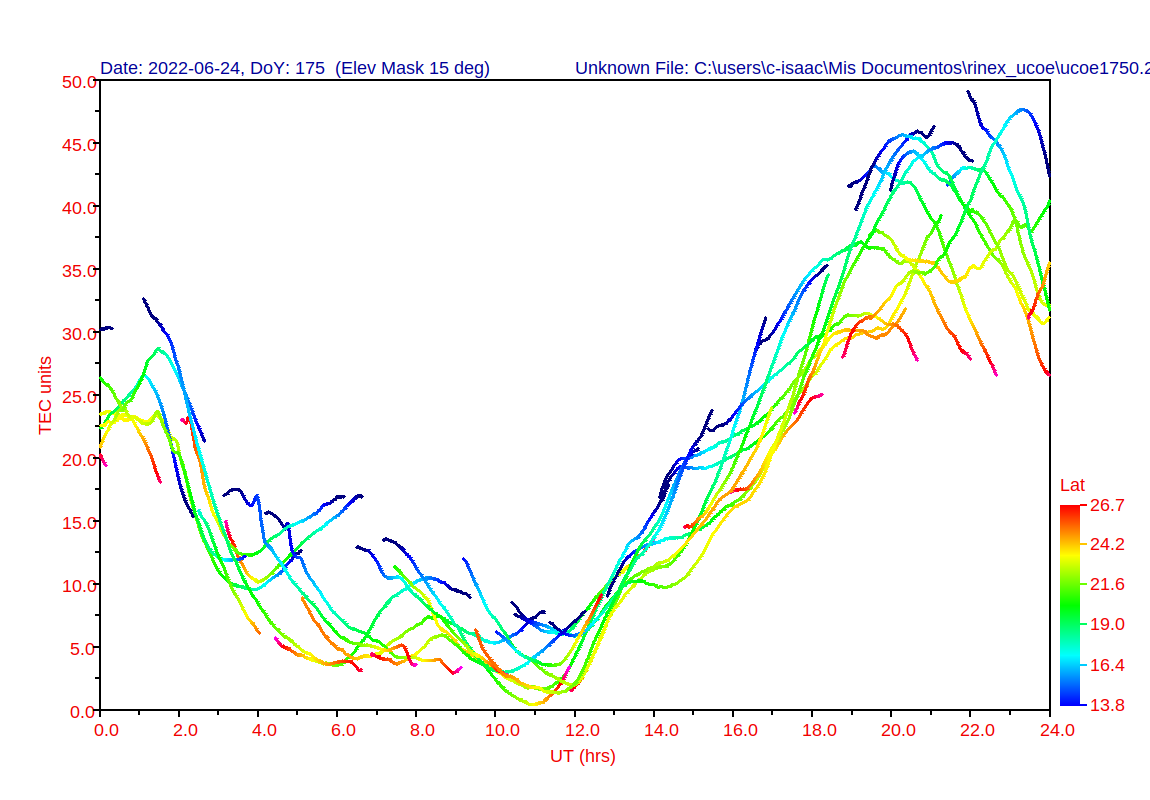 Date: 2022-06-24, DoY: 175  (Elev Mask 15 deg)
Unknown File: C:\users\c-isaac\Mis Documentos\rinex_ucoe\ucoe1750.2
50.0
45.0
40.0
35.0
30.0
25.0
20.0
15.0
10.0
5.0
0.0
TEC units
0.0 2.0 4.0 6.0 8.0 10.0 12.0 14.0 16.0 18.0 20.0 22.0 24.0
UT (hrs)
Lat
26.7
24.2
21.6
19.0
16.4
13.8